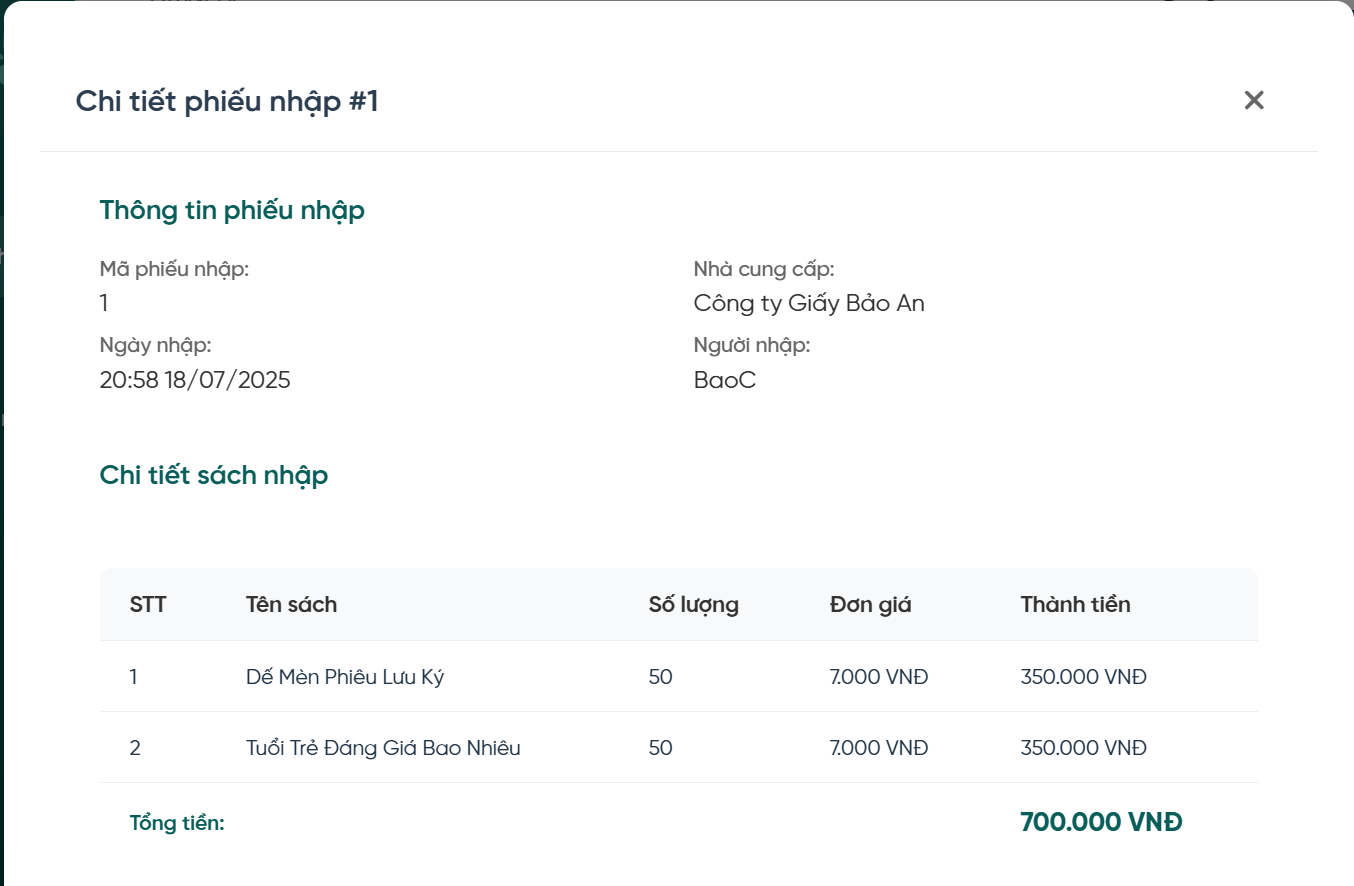 Chi tiết phiếu nhập #1
Thông tin phiếu nhập
Mã phiếu nhập:
1
Nhà cung cấp:
Công ty Giấy Bảo An
Ngày nhập:
20:58 18/07/2025
Người nhập:
BaoC
Chi tiết sách nhập
STT Tên sách Số lượng Đơn giá Thành tiền
1 Dế Mèn Phiêu Lưu Ký 50 7.000 VNĐ 350.000 VNĐ
2 Tuổi Trẻ Đáng Giá Bao Nhiêu 50 7.000 VNĐ 350.000 VNĐ
Tổng tiền: 700.000 VNĐ